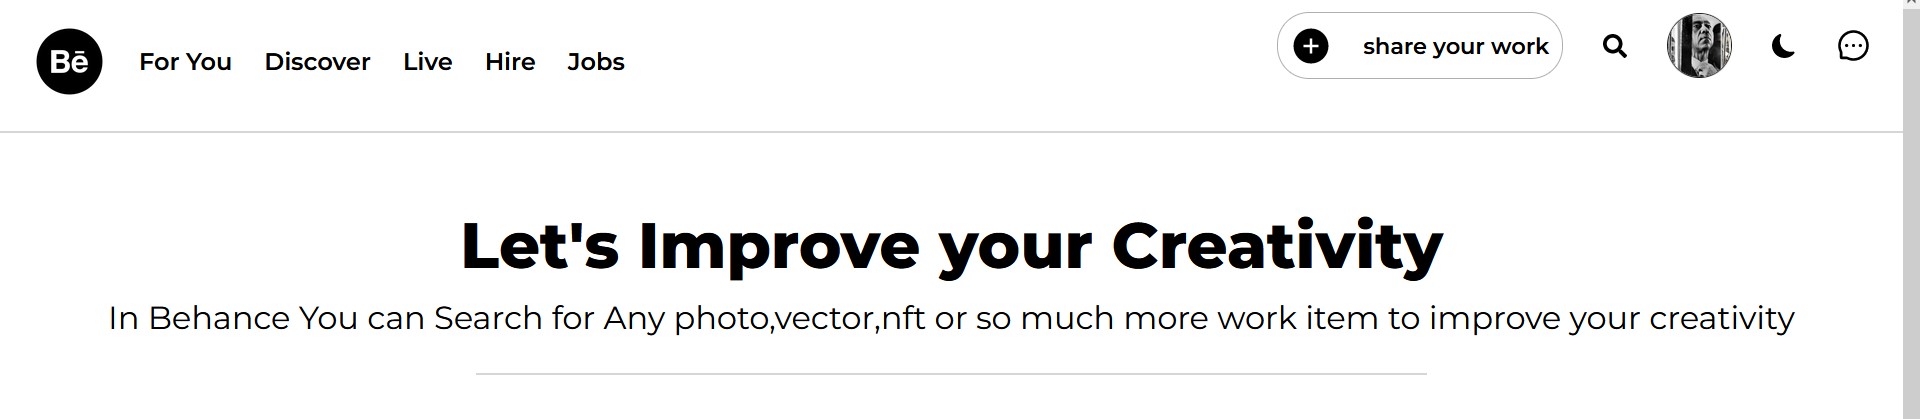 Bē
For You Discover Live Hire Jobs
share your work
Let's Improve your Creativity
In Behance You can Search for Any photo,vector,nft or so much more work item to improve your creativity